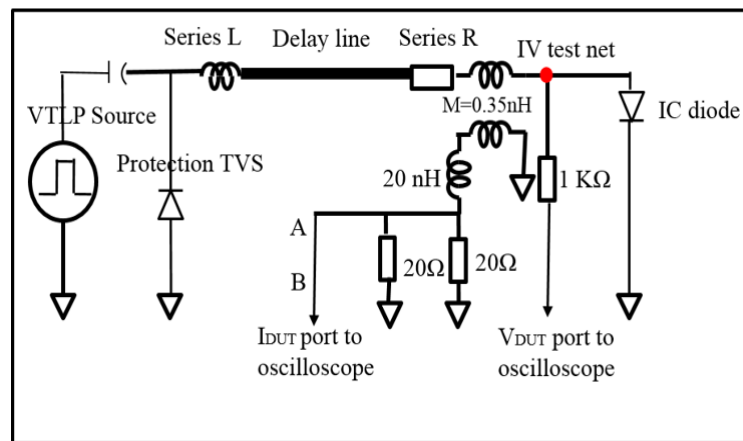 Series L
Delay line
Series R
IV test net
M=0.35nH
IC diode
VTLP Source
Protection TVS
20 nH
1 KΩ
A
B
20Ω
20Ω
IDUT port to
oscilloscope
VDUT port to
oscilloscope